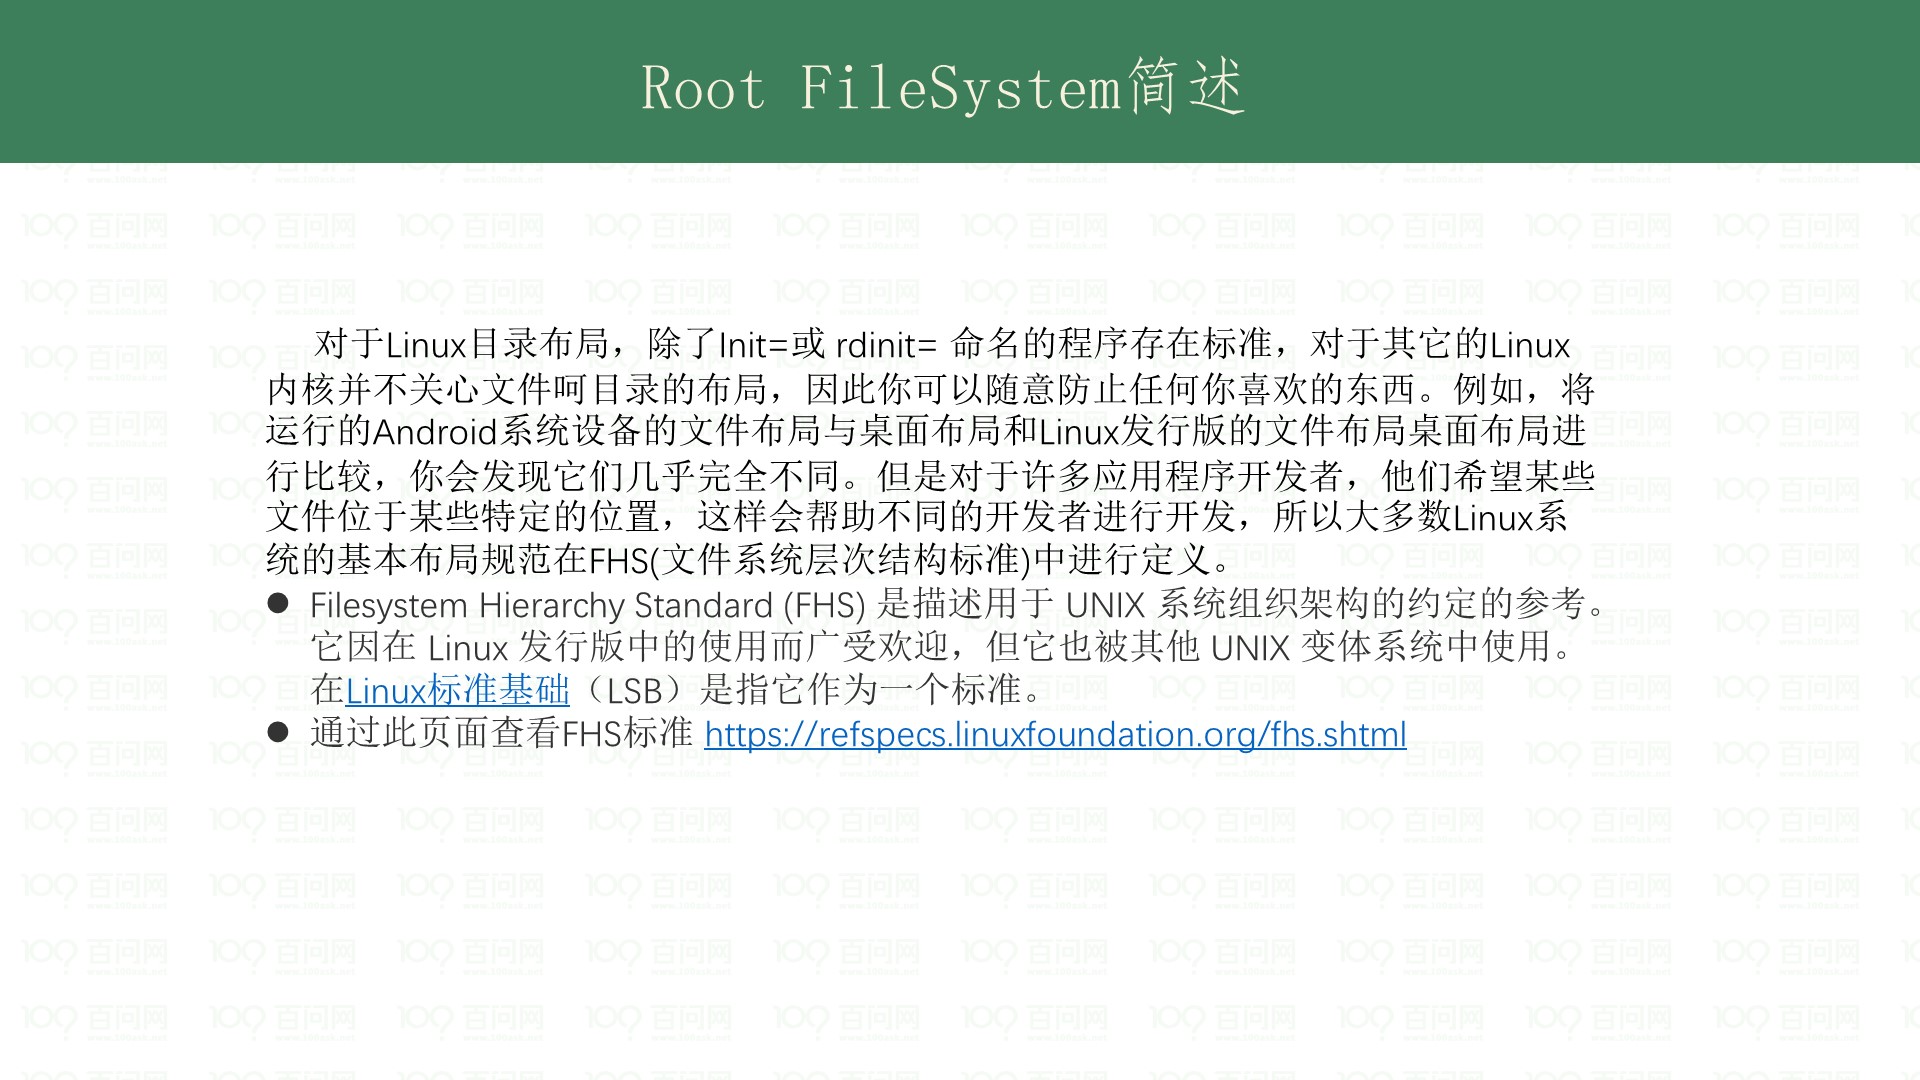 Root FileSystem简述
对于Linux目录布局，除了Init=或 rdinit= 命名的程序存在标准，对于其它的Linux
内核并不关心文件呵目录的布局，因此你可以随意防止任何你喜欢的东西。例如，将
运行的Android系统设备的文件布局与桌面布局和Linux发行版的文件布局桌面布局进
行比较，你会发现它们几乎完全不同。但是对于许多应用程序开发者，他们希望某些
文件位于某些特定的位置，这样会帮助不同的开发者进行开发，所以大多数Linux系
统的基本布局规范在FHS(文件系统层次结构标准)中进行定义。
● Filesystem Hierarchy Standard (FHS) 是描述用于 UNIX 系统组织架构的约定的参考。
它因在 Linux 发行版中的使用而广受欢迎，但它也被其他 UNIX 变体系统中使用。
在Linux标准基础（LSB）是指它作为一个标准。
● 通过此页面查看FHS标准 https://refspecs.linuxfoundation.org/fhs.shtml